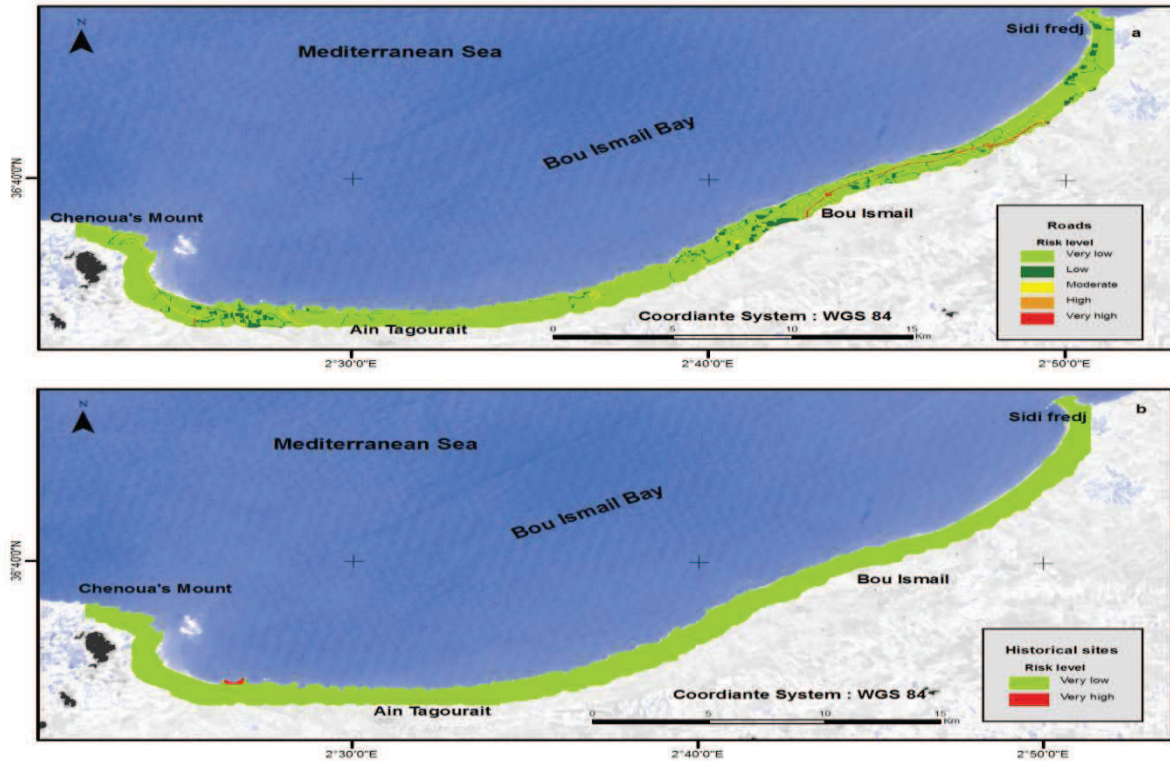 N
Mediterranean Sea
Sidi fredj
a
Bou Ismail Bay
36°40'0"N
Chenoua's Mount
Bou Ismail
Roads
Risk level
Very low
Low
Moderate
High
Very high
Ain Tagourait
Coordiante System : WGS 84
0 5 10 15
Km
2°30'0"E 2°40'0"E 2°50'0"E
N
b
Sidi fredj
Mediterranean Sea
Bou Ismail Bay
36°40'0"N
Chenoua's Mount
Bou Ismail
Historical sites
Risk level
Very low
Very high
Coordiante System : WGS 84
Ain Tagourait
0 5 10 15
Km
2°30'0"E 2°40'0"E 2°50'0"E